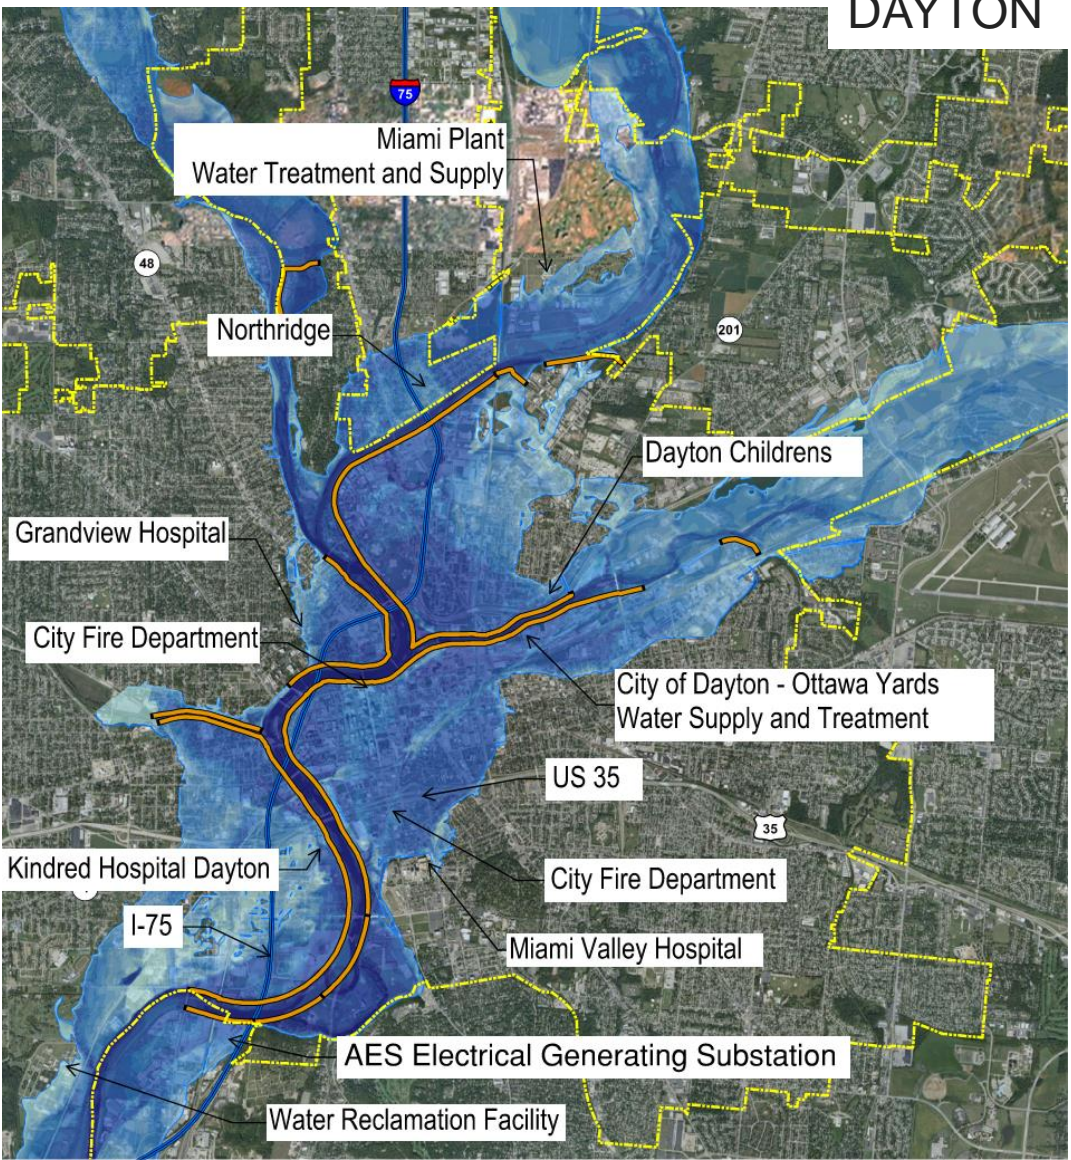 DAYTON
75
Miami Plant
Water Treatment and Supply
48
Northridge
201
Dayton Childrens
Grandview Hospital
City Fire Department
City of Dayton - Ottawa Yards
Water Supply and Treatment
US 35
35
Kindred Hospital Dayton
City Fire Department
I-75
Miami Valley Hospital
AES Electrical Generating Substation
Water Reclamation Facility